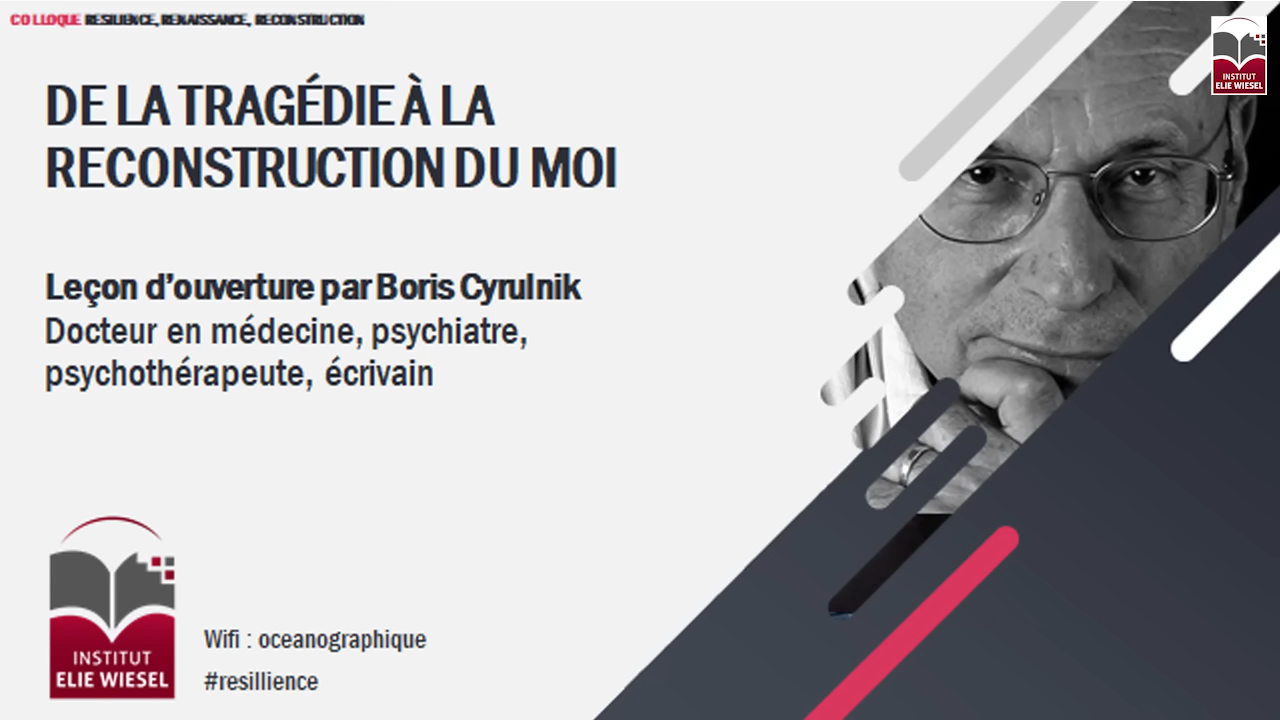 COLLOQUE RESILIENCE, RENAISSANCE, RECONSTRUCTION
INSTITUT
ELIE WIESEL
DE LA TRAGÉDIE À LA
RECONSTRUCTION DU MOI
Leçon d'ouverture par Boris Cyrulnik
Docteur en médecine, psychiatre,
psychothérapeute, écrivain
INSTITUT
ELIE WIESEL
Wifi : oceanographique
#resillience